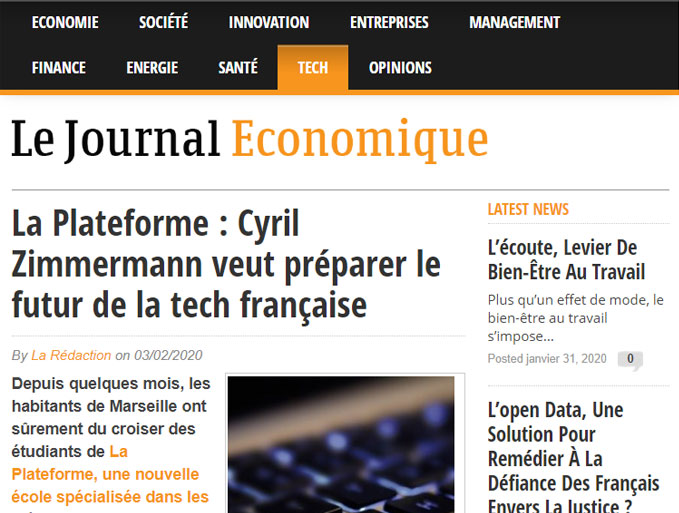 ECONOMIE SOCIÉTÉ INNOVATION ENTREPRISES MANAGEMENT
FINANCE ENERGIE SANTÉ TECH OPINIONS
Le Journal Economique
La Plateforme : Cyril
Zimmermann veut préparer le
futur de la tech française
By La Rédaction on 03/02/2020
Depuis quelques mois, les
habitants de Marseille ont
sûrement du croiser des
étudiants de La
Plateforme, une nouvelle
école spécialisée dans les
LATEST NEWS
L’écoute, Levier De
Bien-Être Au Travail
Plus qu’un effet de mode, le
bien-être au travail
s’impose...
Posted janvier 31, 2020 0
L’open Data, Une
Solution Pour
Remédier À La
Défiance Des Français
Envers La Justice ?